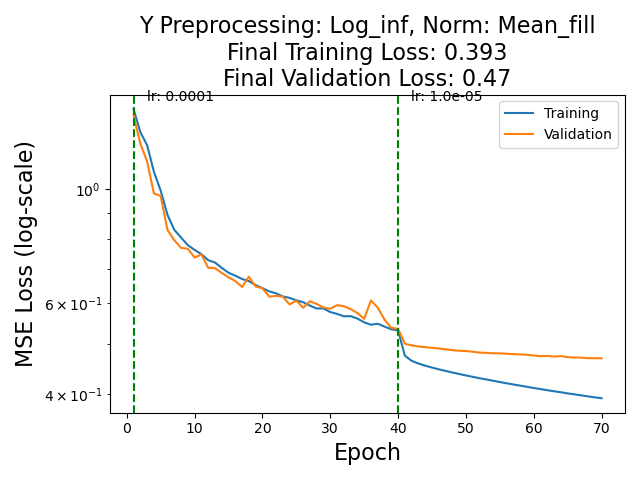 Y Preprocessing: Log_inf, Norm: Mean_fill
Final Training Loss: 0.393
Final Validation Loss: 0.47
lr: 0.0001
lr: 1.0e-05
Training
Validation
MSE Loss (log-scale)
10⁰
6 × 10⁻¹
4 × 10⁻¹
0 10 20 30 40 50 60 70
Epoch